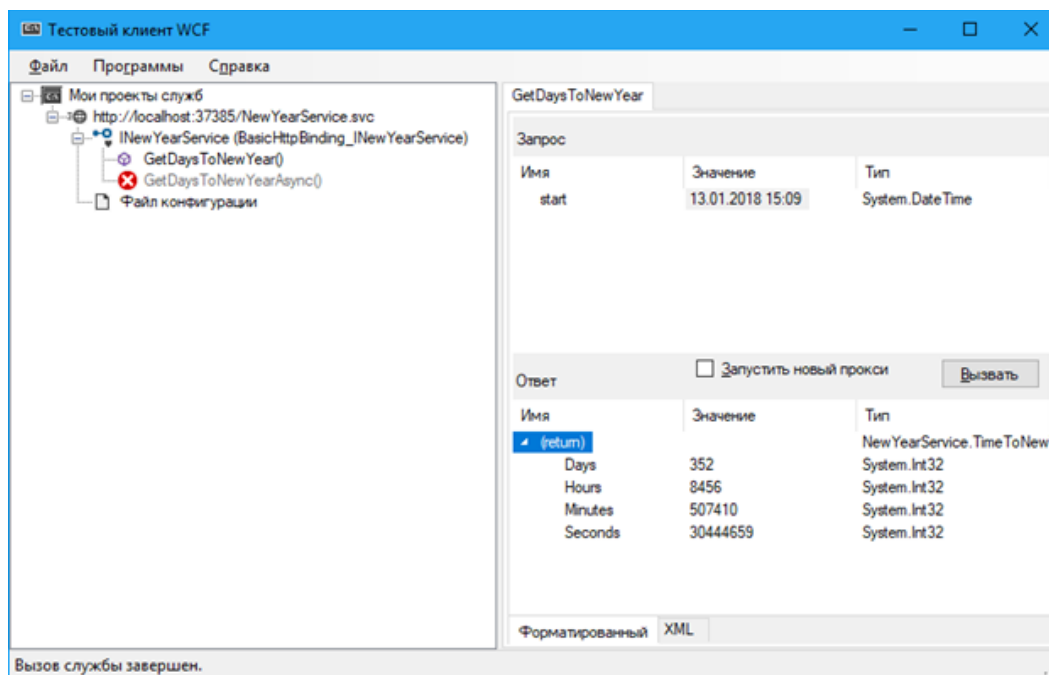 Тестовый клиент WCF
Файл Программы Справка
Мои проекты служб
http://localhost:37385/NewYearService.svc
INewYearService (BasicHttpBinding_INewYearService)
GetDaysToNewYear()
GetDaysToNewYearAsync()
Файл конфигурации
GetDaysToNewYear
Запрос
Имя Значение Тип
start 13.01.2018 15:09 System.DateTime
Ответ Запустить новый прокси Вызвать
Имя Значение Тип
(return) NewYearService.TimeToNew
Days 352 System.Int32
Hours 8456 System.Int32
Minutes 507410 System.Int32
Seconds 30444659 System.Int32
Форматированный XML
Вызов службы завершен.